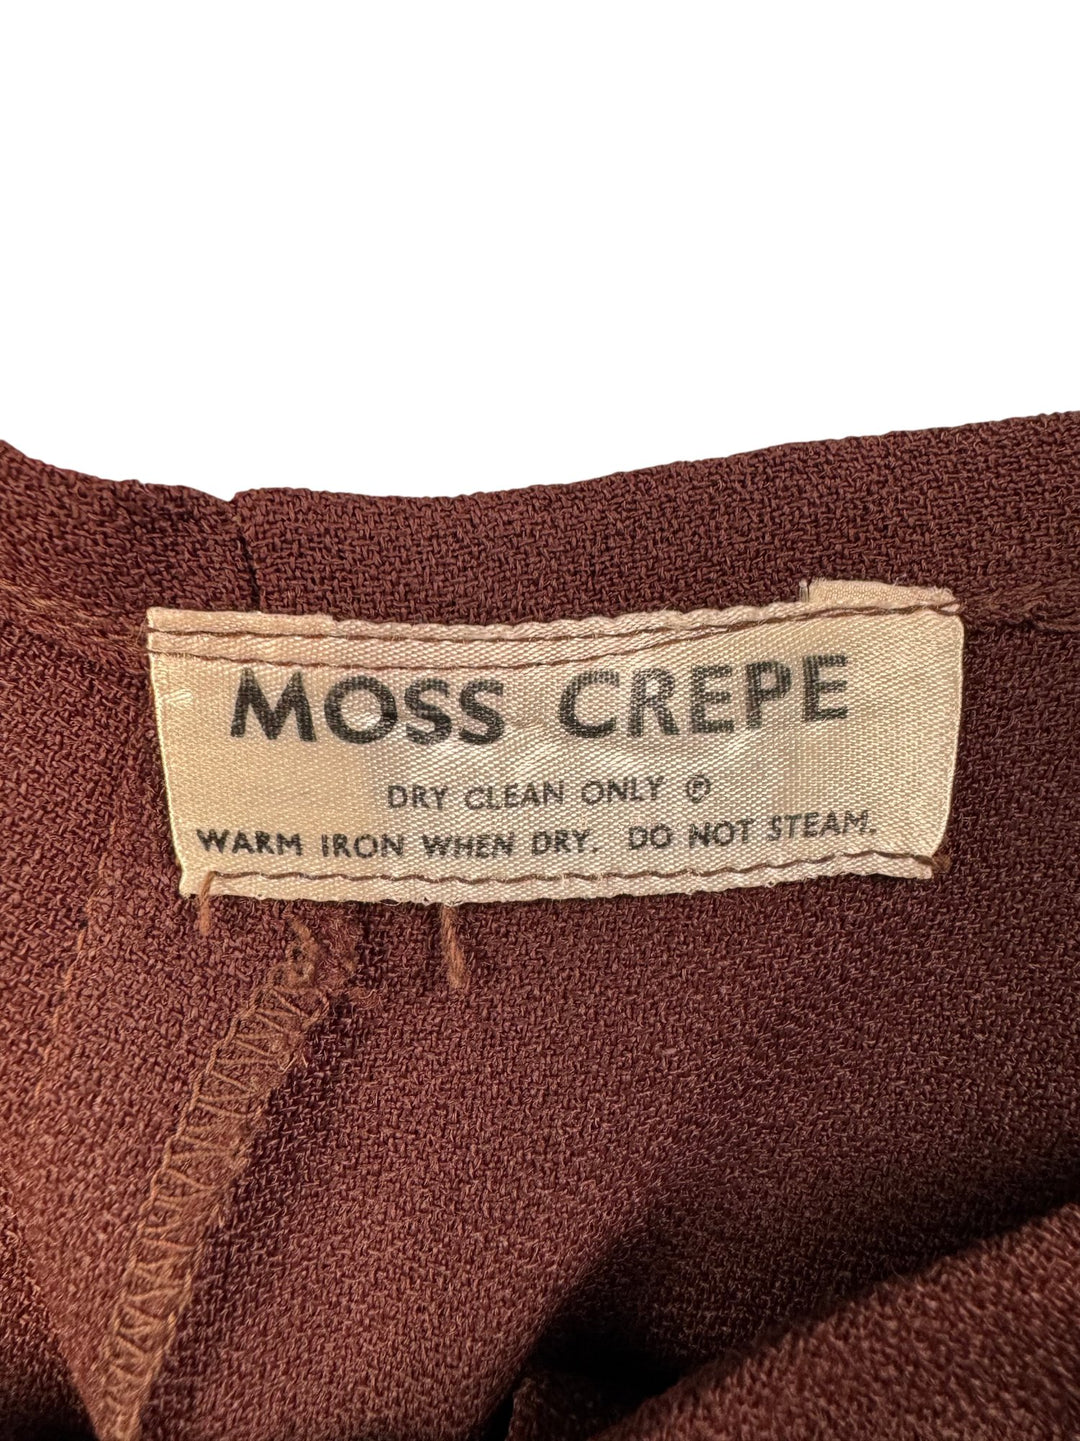 MOSS CREPE
DRY CLEAN ONLY Ⓟ
WARM IRON WHEN DRY. DO NOT STEAM.